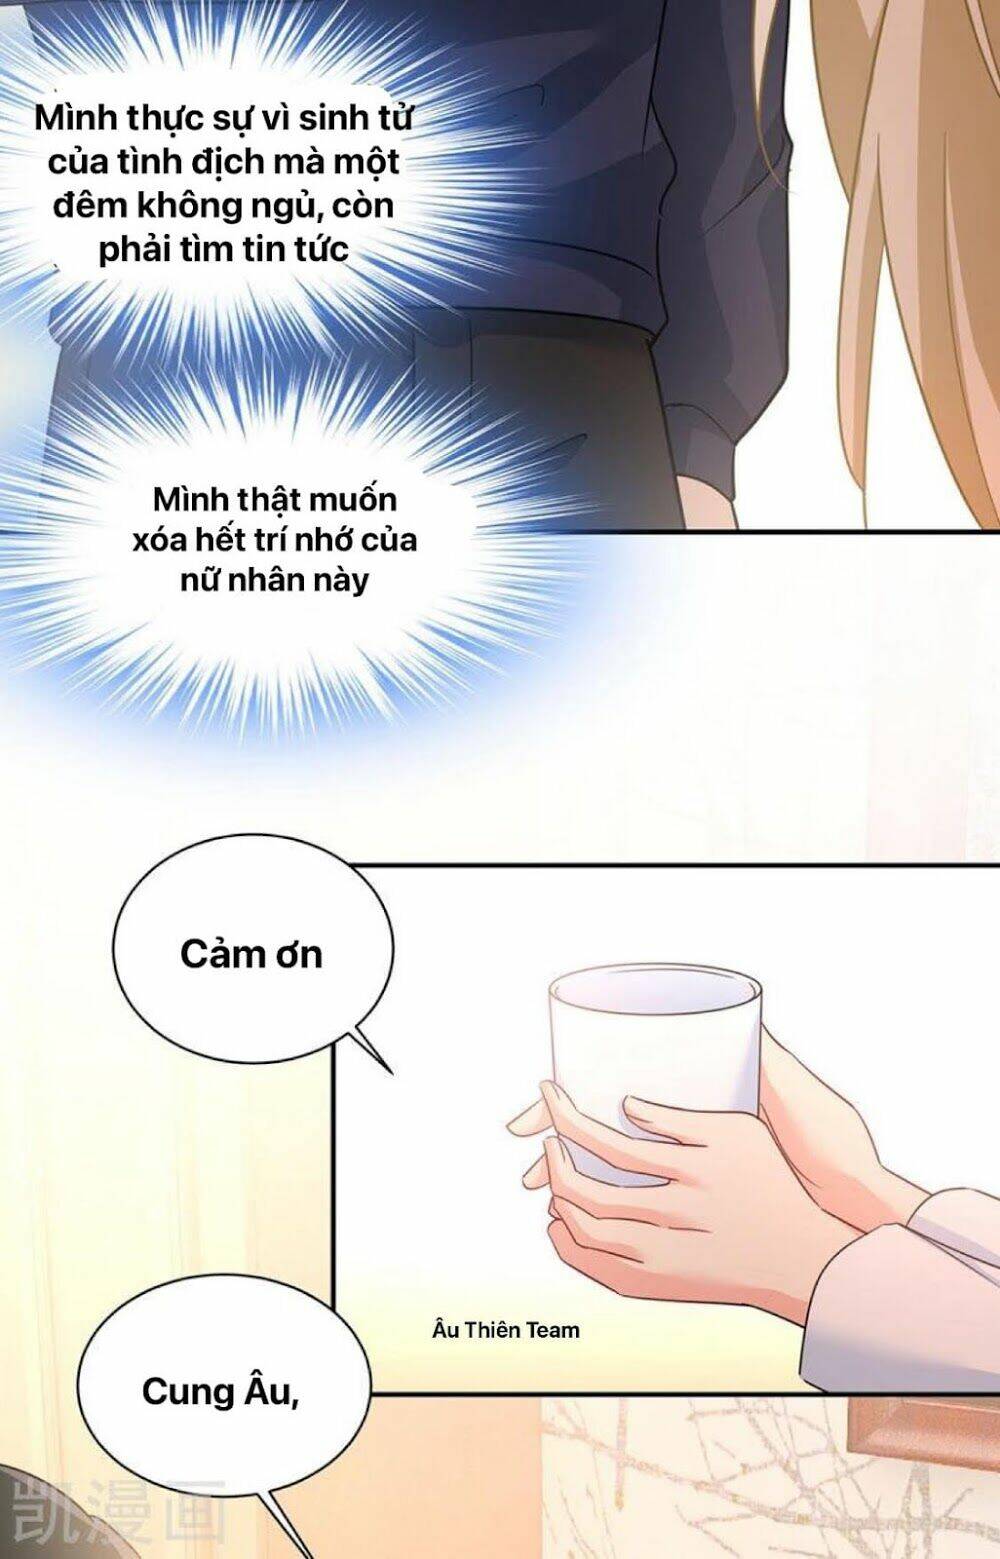 Mình thực sự vì sinh tử
của tình địch mà một
đêm không ngủ, còn
phải tìm tin tức
Mình thật muốn
xóa hết trí nhớ của
nữ nhân này
Cảm ơn
Âu Thiên Team
Cung Âu,
凯漫画